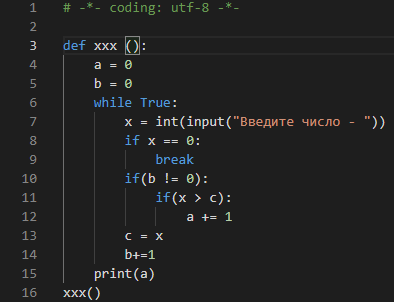 1 # -*- coding: utf-8 -*-
2
3 def xxx ():
4     a = 0
5     b = 0
6     while True:
7         x = int(input("Введите число - "))
8         if x == 0:
9             break
10         if(b != 0):
11             if(x > c):
12                 a += 1
13         c = x
14         b+=1
15     print(a)
16 xxx()